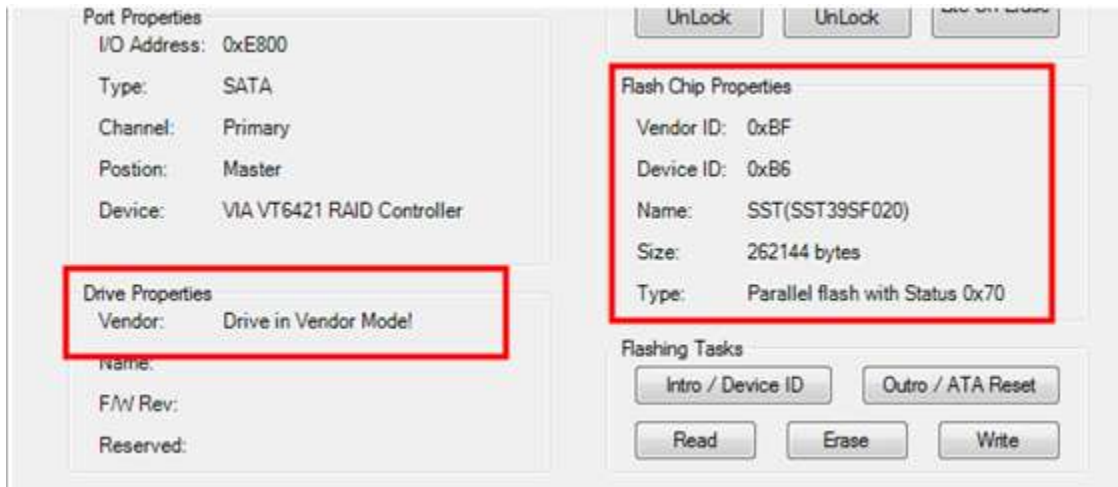 Port Properties
I/O Address: 0xE800
Type: SATA
Channel: Primary
Postion: Master
Device: VIA VT6421 RAID Controller
Drive Properties
Vendor: Drive in Vendor Mode!
Name:
F/W Rev:
Reserved:
UnLock UnLock Erase
Flash Chip Properties
Vendor ID: 0xBF
Device ID: 0xB6
Name: SST(SST39SF020)
Size: 262144 bytes
Type: Parallel flash with Status 0x70
Flashing Tasks
Intro / Device ID Outro / ATA Reset
Read Erase Write